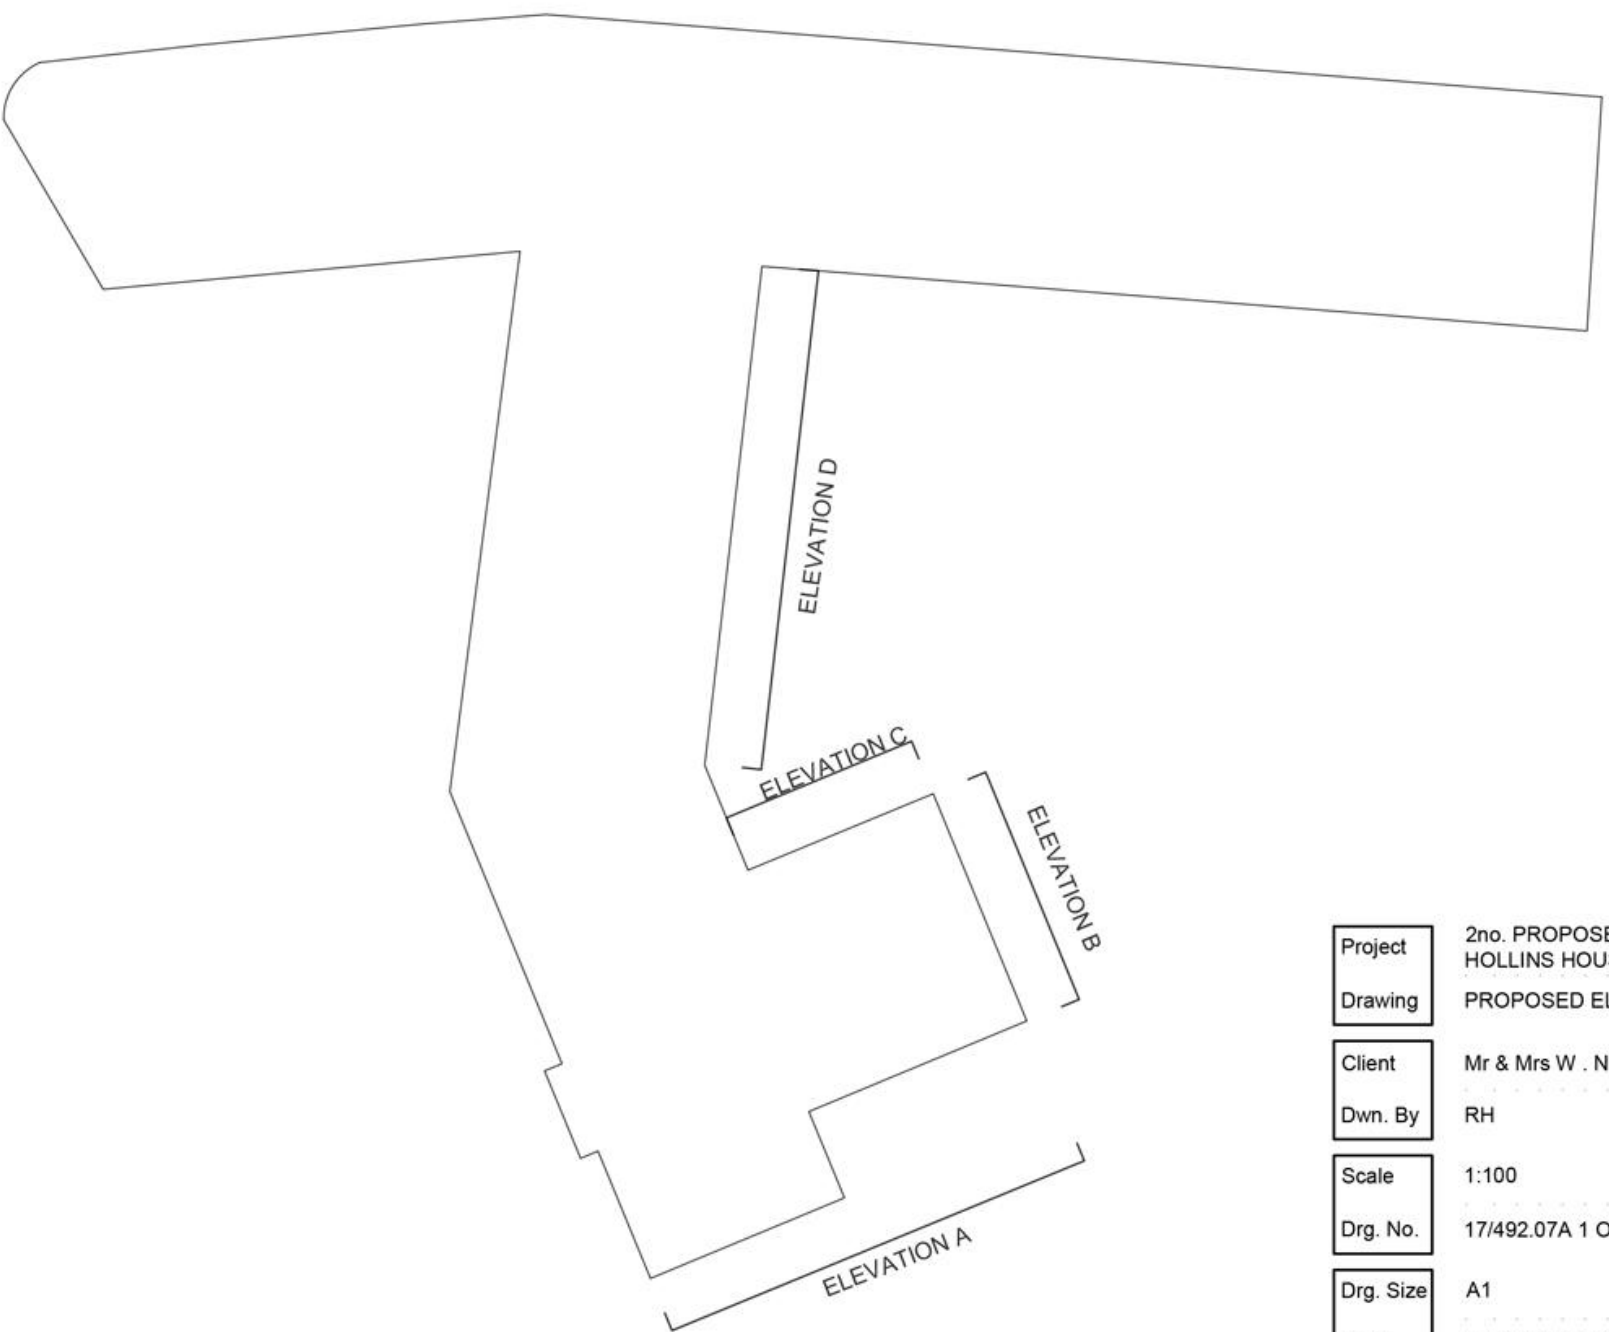 ELEVATION D
ELEVATION C
ELEVATION B
ELEVATION A
Project
2no. PROPOSE
HOLLINS HOU
Drawing
PROPOSED EL
Client
Mr & Mrs W . N
Dwn. By
RH
Scale
1:100
Drg. No.
17/492.07A 1 O
Drg. Size
A1